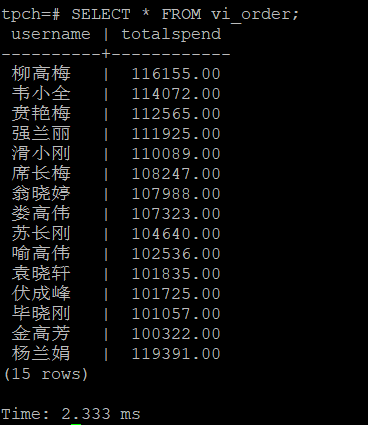 tpch=# SELECT * FROM vi_order;
username | totalspend
----------+------------
柳高梅 | 116155.00
韦小全 | 114072.00
贲艳梅 | 112565.00
强兰丽 | 111925.00
滑小刚 | 110089.00
席长梅 | 108247.00
翁晓婷 | 107988.00
娄高伟 | 107323.00
苏长刚 | 104640.00
喻高伟 | 102536.00
袁晓轩 | 101835.00
伏成峰 | 101725.00
毕晓刚 | 101057.00
金高芳 | 100322.00
杨兰娟 | 119391.00
(15 rows)
Time: 2.333 ms